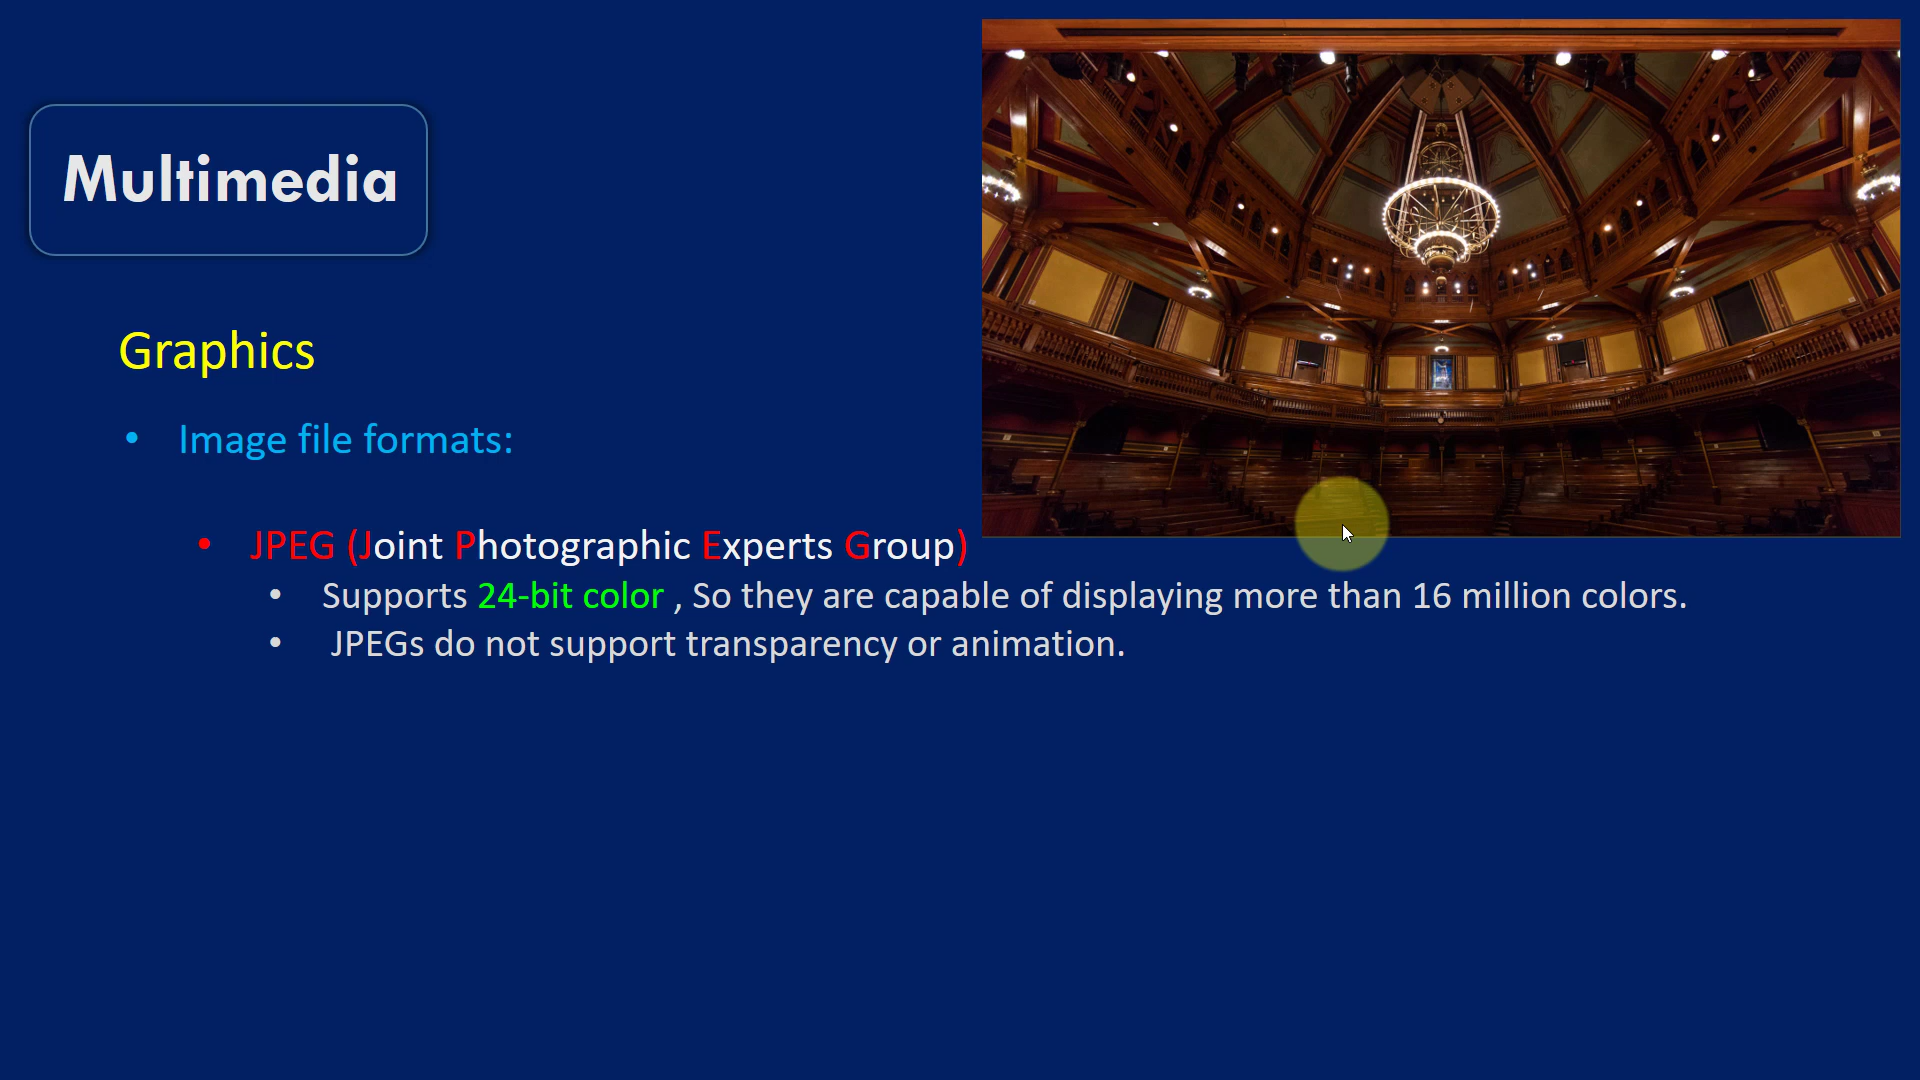 Multimedia
Graphics
• Image file formats:
• JPEG (Joint Photographic Experts Group)
• Supports 24-bit color , So they are capable of displaying more than 16 million colors.
• JPEGs do not support transparency or animation.